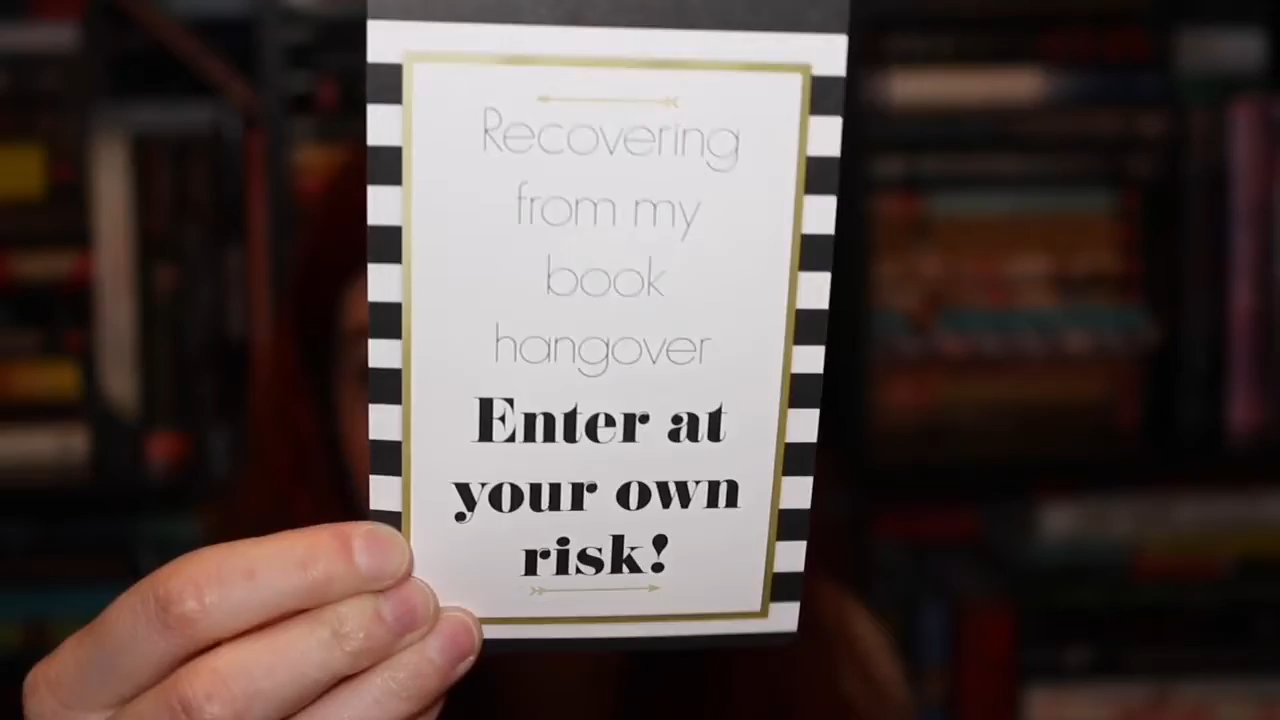 Recovering
from my
book
hangover
Enter at
your own
risk!